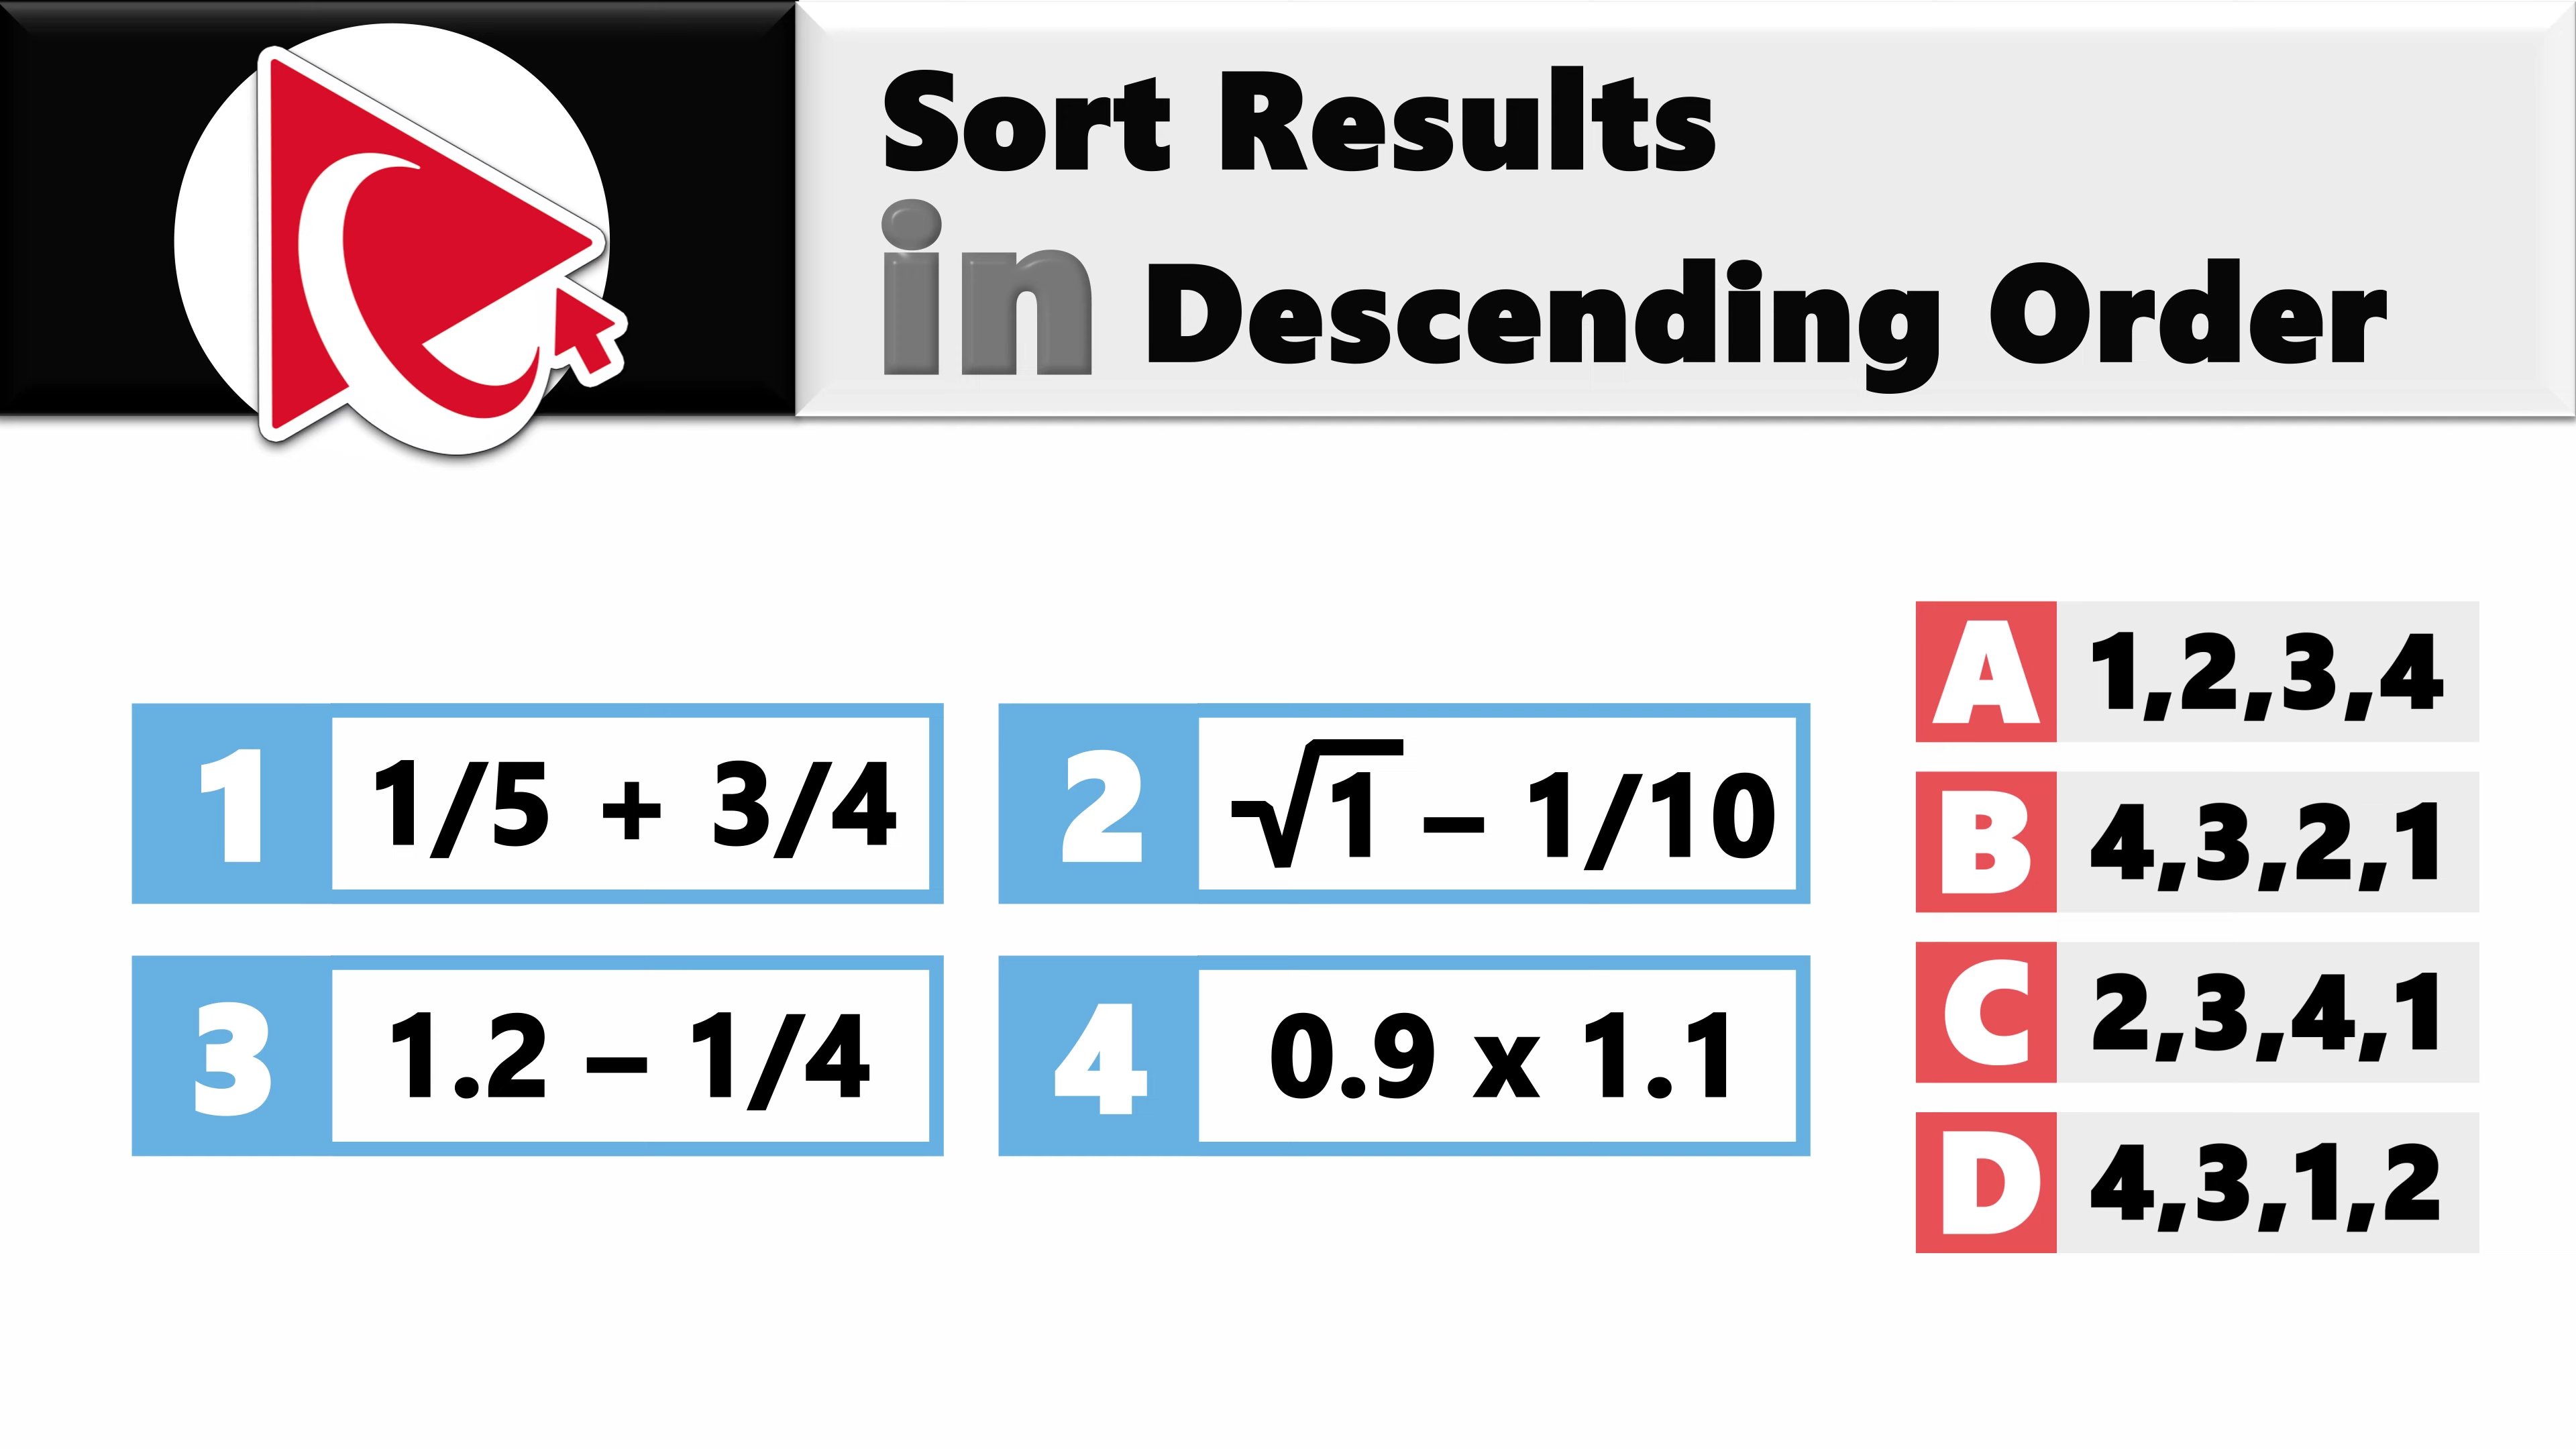 Sort Results
in Descending Order
1 1/5 + 3/4
2 √1 – 1/10
3 1.2 – 1/4
4 0.9 x 1.1
A 1,2,3,4
B 4,3,2,1
C 2,3,4,1
D 4,3,1,2